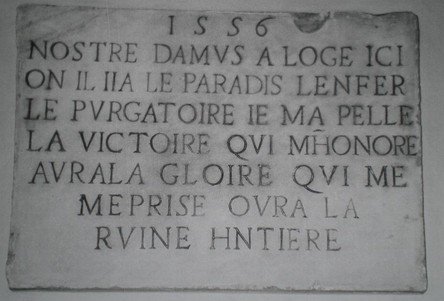 1556
NOSTRE DAMVS A LOGE ICI
ON IL IIA LE PARADIS LENFER
LE PVRGATOIRE IE MA PELLE
LA VICTOIRE QVI MHONORE
AVRALA GLOIRE QVI ME
MEPRISE OVRA LA
RVINE HNTIERE